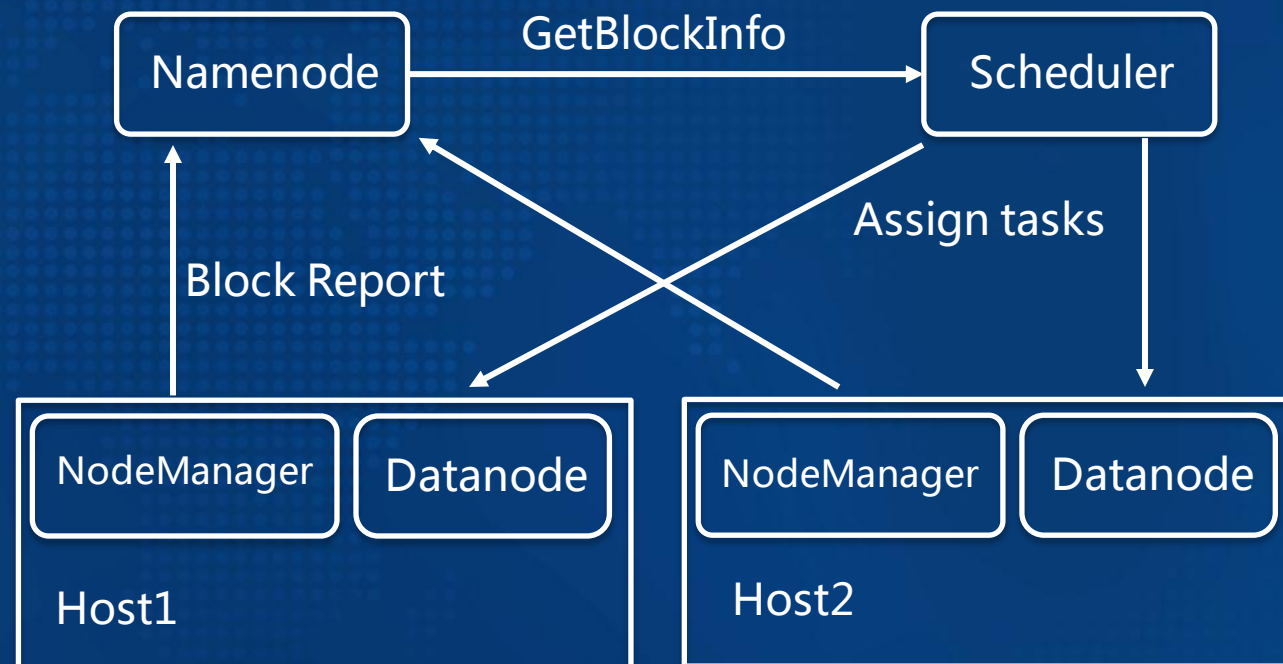 GetBlockInfo
Namenode
Scheduler
Assign tasks
Block Report
NodeManager
Datanode
NodeManager
Datanode
Host1
Host2